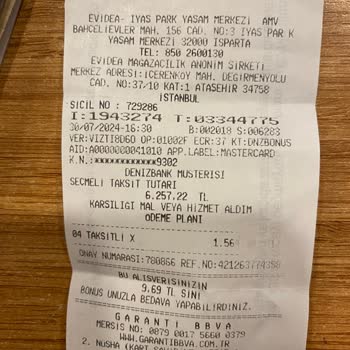 EVIDEA- IYAS PARK YASAM MERKEZI AMV
BAHCELIEVLER MAH. 156 CAD. NO:3 IYAS PAR K
YASAM MERKEZI 32000 ISPARTA
TEL: 850 2600130
EVIDEA MAGAZACILIK ANONIM SIRKETI
MERKEZ ADRESI:ICERENKOY MAH. DEGIRMENYOLU
CAD. NO:37/10 KAT:1 ATASEHIR 34758
ISTANBUL
SICIL NO : 729286
I:1943274 T:03344775
30/07/2024-16:30 B:002018 S:006283
VER:VIZTI8D60 OP:01002F ECR:37 KT:DNZBONUS
AID:A0000000041010 APP.LABEL:MASTERCARD
K.N.:************9302
DENIZBANK MUSTERISI
SECMELI TAKSIT TUTARI
6.257,22 TL
KARSILIGI MAL VEYA HIZMET ALDIM
ODEME PLANI
04 TAKSITLI X 1.56
ONAY NUMARASI:780866 REF.NO:421263774398
BU ALISVERISINIZIN
9.69 TL SINI
BONUS UNUZLA BEDAVA YAPABILIRDINIZ.
GARANTI BBVA
MERSIS NO: 0879 0017 5660 0379
WWW.GARANTIBBVA.COM.TR
2. NUSHA